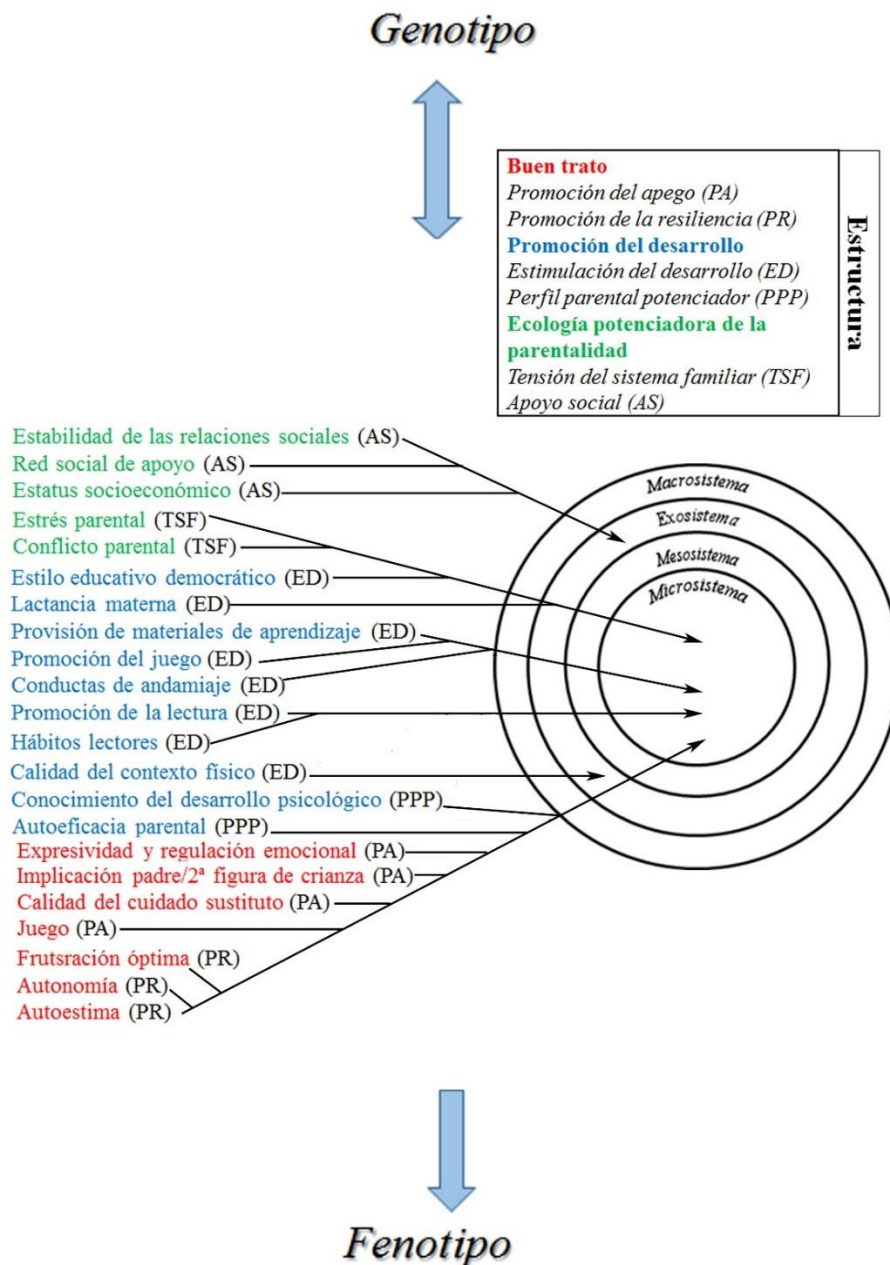 Genotipo
Buen trato
Promoción del apego (PA)
Promoción de la resiliencia (PR)
Promoción del desarrollo
Estimulación del desarrollo (ED)
Perfil parental potenciador (PPP)
Ecología potenciadora de la
parentalidad
Tensión del sistema familiar (TSF)
Apoyo social (AS)
Estructura
Estabilidad de las relaciones sociales (AS)
Red social de apoyo (AS)
Estatus socioeconómico (AS)
Estrés parental (TSF)
Conflicto parental (TSF)
Estilo educativo democrático (ED)
Lactancia materna (ED)
Provisión de materiales de aprendizaje (ED)
Promoción del juego (ED)
Conductas de andamiaje (ED)
Promoción de la lectura (ED)
Hábitos lectores (ED)
Calidad del contexto físico (ED)
Conocimiento del desarrollo psicológico (PPP)
Autoeficacia parental (PPP)
Expresividad y regulación emocional (PA)
Implicación padre/2ª figura de crianza (PA)
Calidad del cuidado sustituto (PA)
Juego (PA)
Frutsración óptima (PR)
Autonomía (PR)
Autoestima (PR)
Macrosistema
Exosistema
Mesosistema
Microsistema
Fenotipo